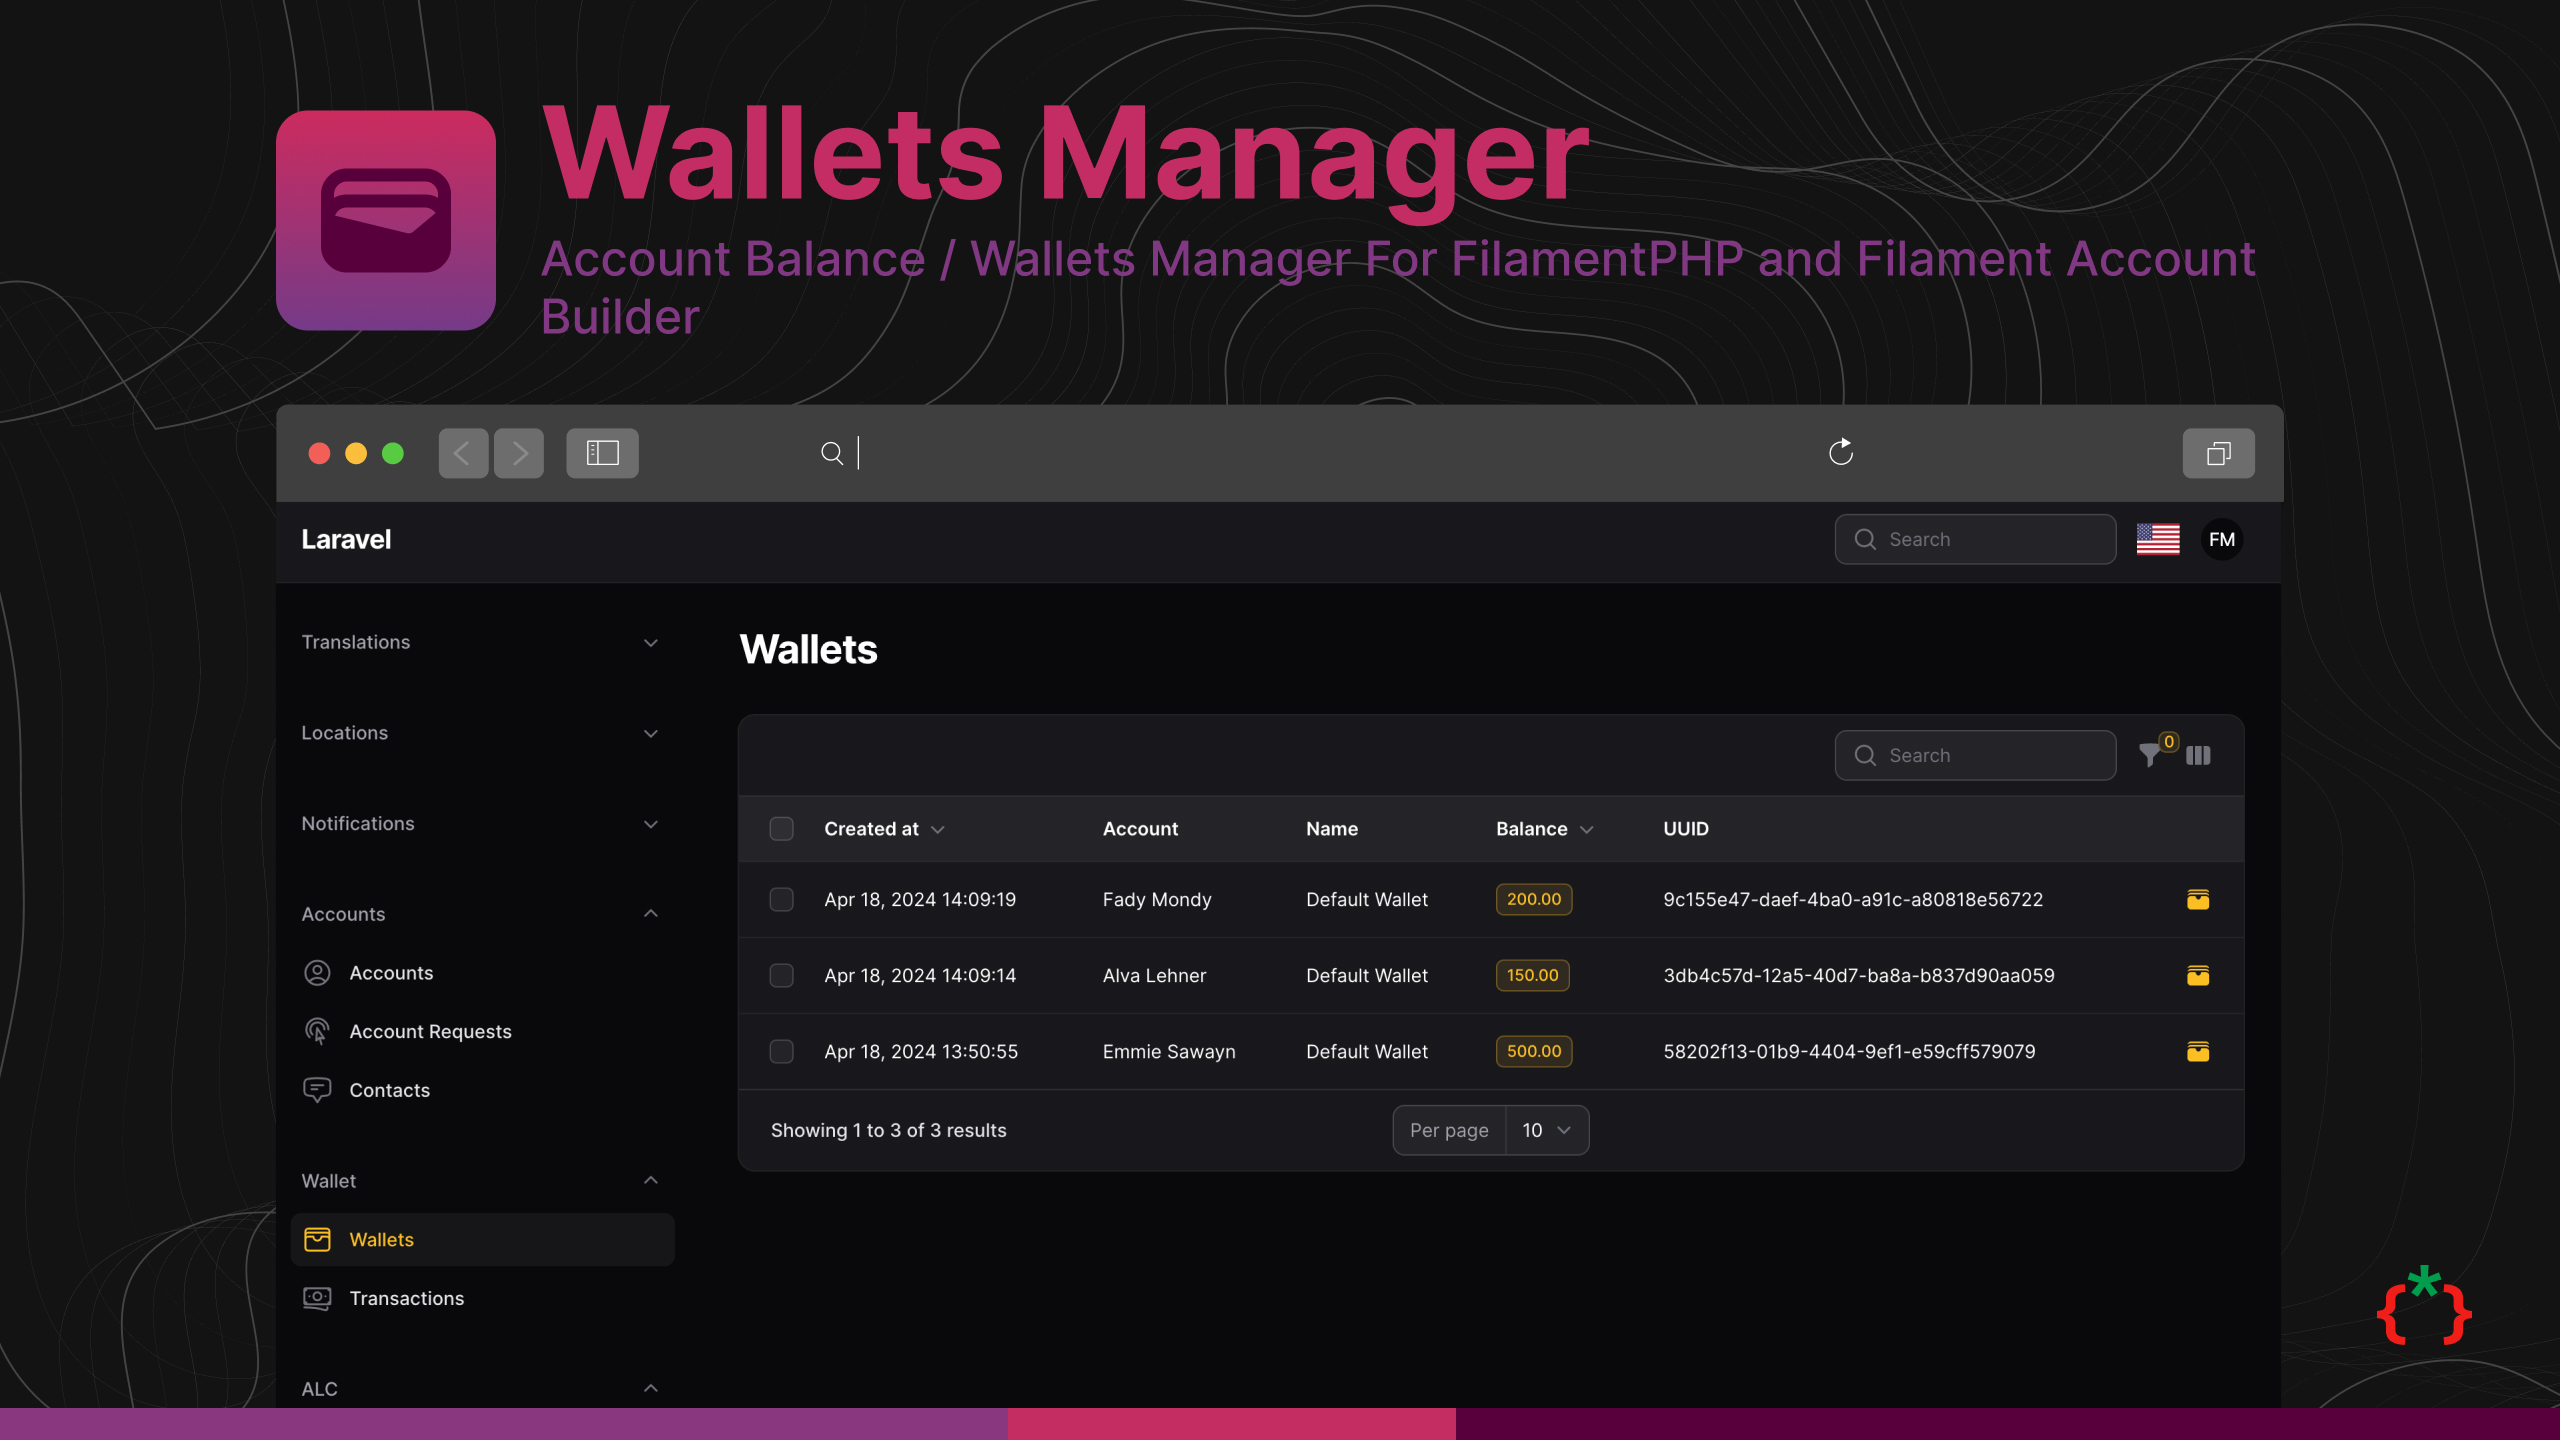 Wallets Manager
Account Balance / Wallets Manager For FilamentPHP and Filament Account
Builder
Laravel
Search
FM
Translations
Locations
Notifications
Accounts
Accounts
Account Requests
Contacts
Wallet
Wallets
Transactions
ALC
Wallets
Search
0
Created at Account Name Balance UUID
Apr 18, 2024 14:09:19 Fady Mondy Default Wallet 200.00 9c155e47-daef-4ba0-a91c-a80818e56722
Apr 18, 2024 14:09:14 Alva Lehner Default Wallet 150.00 3db4c57d-12a5-40d7-ba8a-b837d90aa059
Apr 18, 2024 13:50:55 Emmie Sawayn Default Wallet 500.00 58202f13-01b9-4404-9ef1-e59cff579079
Showing 1 to 3 of 3 results
Per page 10
{*}